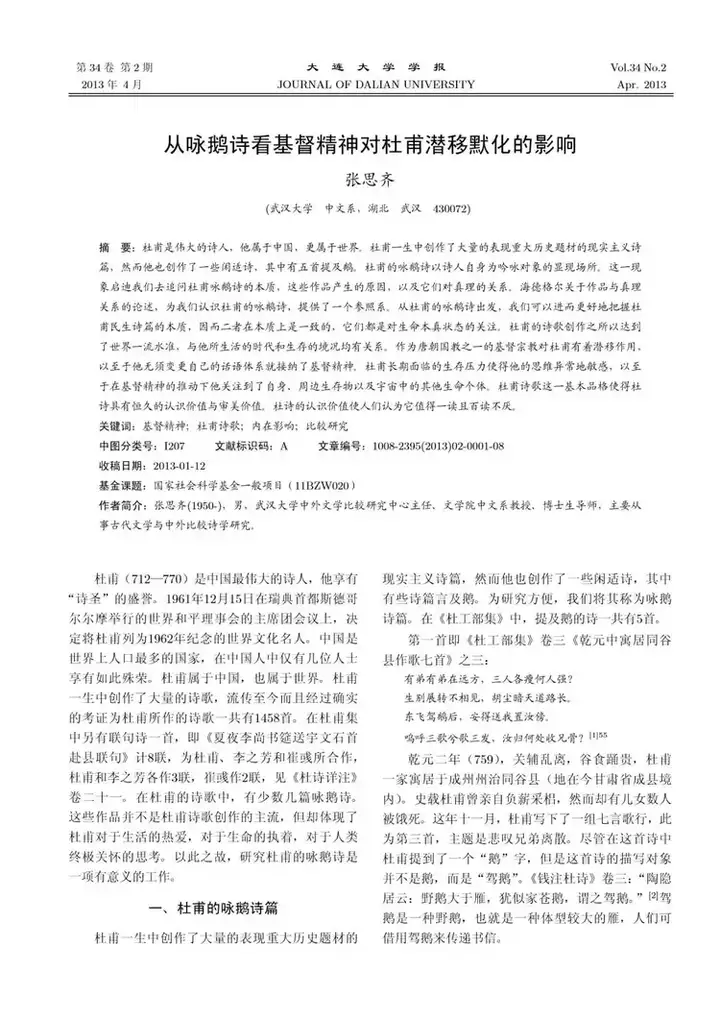 第34卷 第2期
大 连 大 学 学 报
Vol.34 No.2
2013年 4月
JOURNAL OF DALIAN UNIVERSITY
Apr. 2013
从咏鹅诗看基督精神对杜甫潜移默化的影响
张思齐
(武汉大学 中文系，湖北 武汉 430072)
摘 要：杜甫是伟大的诗人，他属于中国，更属于世界。杜甫一生中创作了大量的表现重大历史题材的现实主义诗
篇，然而他也创作了一些闲适诗，其中有五首提及鹅。杜甫的咏鹅诗以诗人自身为吟咏对象的显现场所。这一现
象启迪我们去追问杜甫咏鹅诗的本质，这些作品产生的原因，以及它们对真理的关系。海德格尔关于作品与真理
关系的论述，为我们认识杜甫的咏鹅诗，提供了一个参照系。从杜甫的咏鹅诗出发，我们可以进而更好地把握杜
甫民生诗篇的本质，因而二者在本质上是一致的，它们都是对生命本真状态的关注。杜甫的诗歌创作之所以达到
了世界一流水准，与他所生活的时代和生存的境况均有关系。作为唐朝国教之一的基督宗教对杜甫有着潜移作用，
以至于他无须变更自己的话语体系就接纳了基督精神。杜甫长期面临的生存压力使得他的思维异常地敏感，以至
于在基督精神的推动下他关注到了自身、周边生存物以及宇宙中的其他生命个体。杜甫诗歌这一基本品格使得杜
诗具有恒久的认识价值与审美价值。杜诗的认识价值使人们认为它值得一读且百读不厌。
关键词：基督精神；杜甫诗歌；内在影响；比较研究
中图分类号：I207 文献标识码：A 文章编号：1008-2395(2013)02-0001-08
收稿日期：2013-01-12
基金课题：国家社会科学基金一般项目（11BZW020）
作者简介：张思齐(1950-)，男，武汉大学中外文学比较研究中心主任、文学院中文系教授、博士生导师，主要从
事古代文学与中外比较诗学研究。
杜甫（712—770）是中国最伟大的诗人，他享有
“诗圣”的盛誉。1961年12月15日在瑞典首都斯德哥
尔尔摩举行的世界和平理事会的主席团会议上，决
定将杜甫列为1962年纪念的世界文化名人。中国是
世界上人口最多的国家，在中国人中仅有几位人士
享有如此殊荣。杜甫属于中国，也属于世界。杜甫
一生中创作了大量的诗歌，流传至今而且经过确实
的考证为杜甫所作的诗歌一共有1458首。在杜甫集
中另有联句诗一首，即《夏夜李尚书筵送宇文石首
赴县联句》计8联，为杜甫、李之芳和崔彧所合作，
杜甫和李之芳各作3联，崔彧作2联，见《杜诗详注》
卷二十一。在杜甫的诗歌中，有少数几篇咏鹅诗。
这些作品并不是杜甫诗歌创作的主流，但却体现了
杜甫对于生活的热爱，对于生命的执着，对于人类
终极关怀的思考。以此之故，研究杜甫的咏鹅诗是
一项有意义的工作。
一、杜甫的咏鹅诗篇
杜甫一生中创作了大量的表现重大历史题材的
现实主义诗篇，然而他也创作了一些闲适诗，其中
有些诗篇言及鹅。为研究方便，我们将其称为咏鹅
诗篇。在《杜工部集》中，提及鹅的诗一共有5首。
第一首即《杜工部集》卷三《乾元中寓居同谷
县作歌七首》之三：
有弟有弟在远方，三人各瘦何人强？
生别展转不相见，胡尘暗天道路长。
东飞驾鹅后，安得送我置汝傍。
呜呼三歌兮歌三发，汝归何处收兄骨？[1]55
乾元二年（759），关辅乱离，谷食踊贵，杜甫
一家寓居于成州州治同谷县（地在今甘肃省成县境
内）。史载杜甫曾亲自负薪采梠，然而却有儿女数人
被饿死。这年十一月，杜甫写下了一组七言歌行，此
为第三首，主题是悲叹兄弟离散。尽管在这首诗中
杜甫提到了一个“鹅”字，但是这首诗的描写对象
并不是鹅，而是“驾鹅”。《钱注杜诗》卷三：“陶隐
居云：野鹅大于雁，犹似家苍鹅，谓之驾鹅。”[2]驾
鹅是一种野鹅，也就是一种体型较大的雁，人们可
借用驾鹅来传递书信。